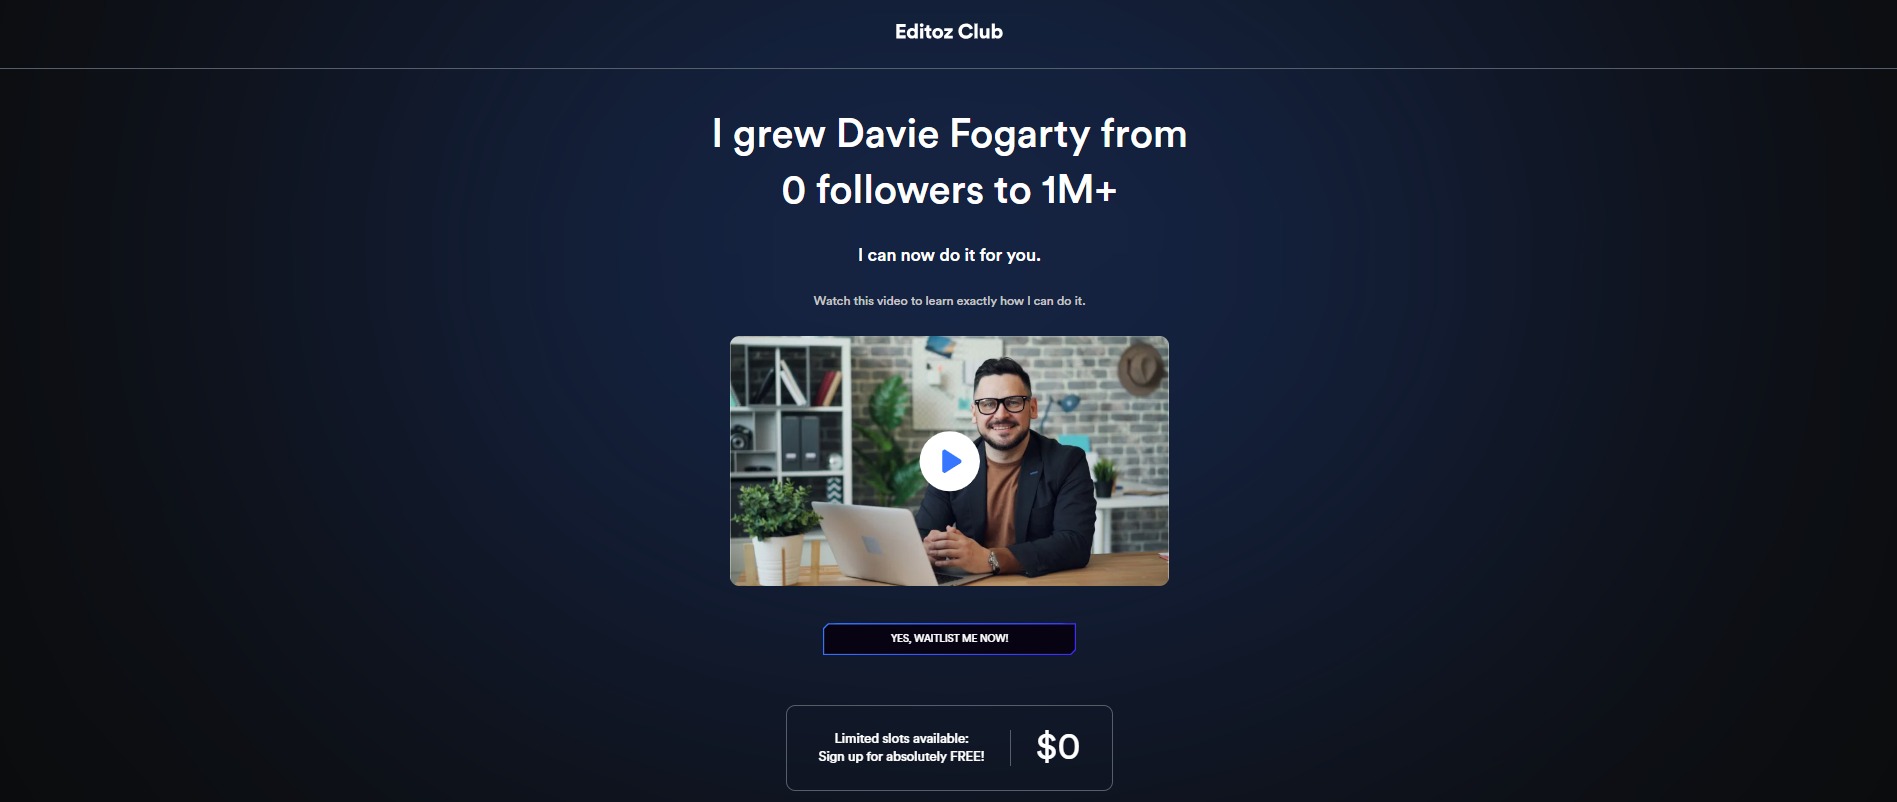 Editoz Club
I grew Davie Fogarty from
0 followers to 1M+
I can now do it for you.
Watch this video to learn exactly how I can do it.
YES, WAITLIST ME NOW!
Limited slots available:
Sign up for absolutely FREE!
$0